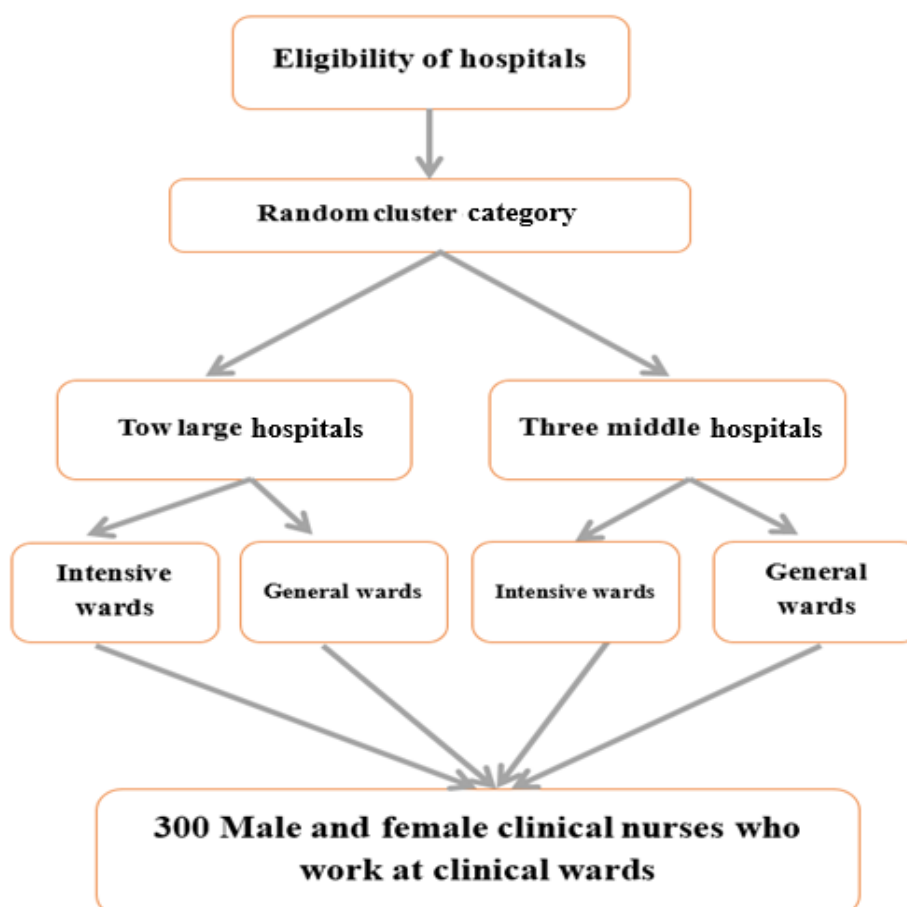 Eligibility of hospitals
Random cluster category
Tow large hospitals
Three middle hospitals
Intensive
wards
General wards
Intensive wards
General
wards
300 Male and female clinical nurses who
work at clinical wards